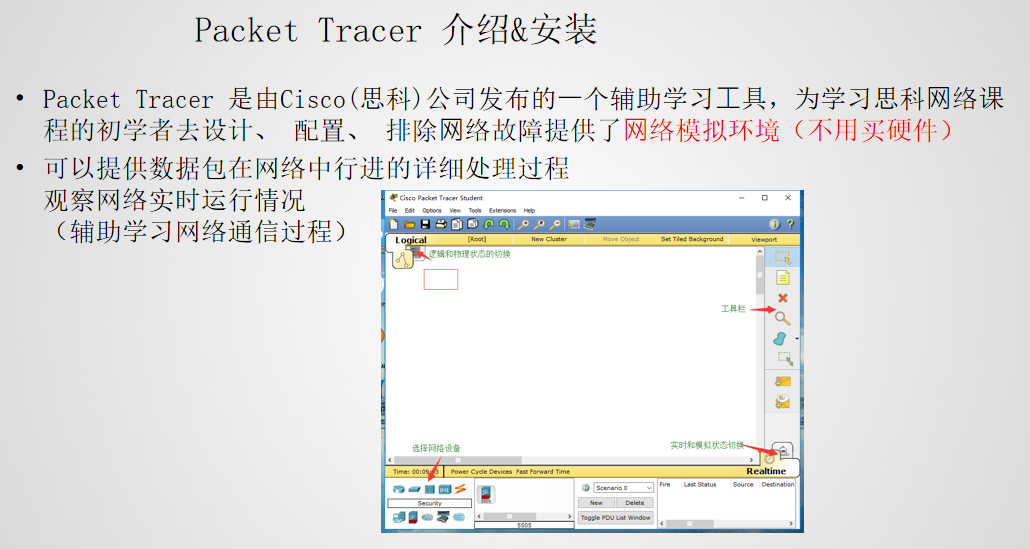 Packet Tracer 介绍&安装
• Packet Tracer 是由Cisco(思科)公司发布的一个辅助学习工具，为学习思科网络课
程的初学者去设计、 配置、 排除网络故障提供了网络模拟环境（不用买硬件）
• 可以提供数据包在网络中行进的详细处理过程
观察网络实时运行情况
（辅助学习网络通信过程）
Cisco Packet Tracer Student
File Edit Options View Tools Extensions Help
Logical [Root] New Cluster Move Object Set Tiled Background Viewport
逻辑和物理状态的切换
工具栏
选择网络设备
实时和模拟状态切换
Power Cycle Devices Fast Forward Time Realtime
Scenario 0
Fire Last Status Source Destination
New Delete
Security
5505
Toggle PDU List Window
5505